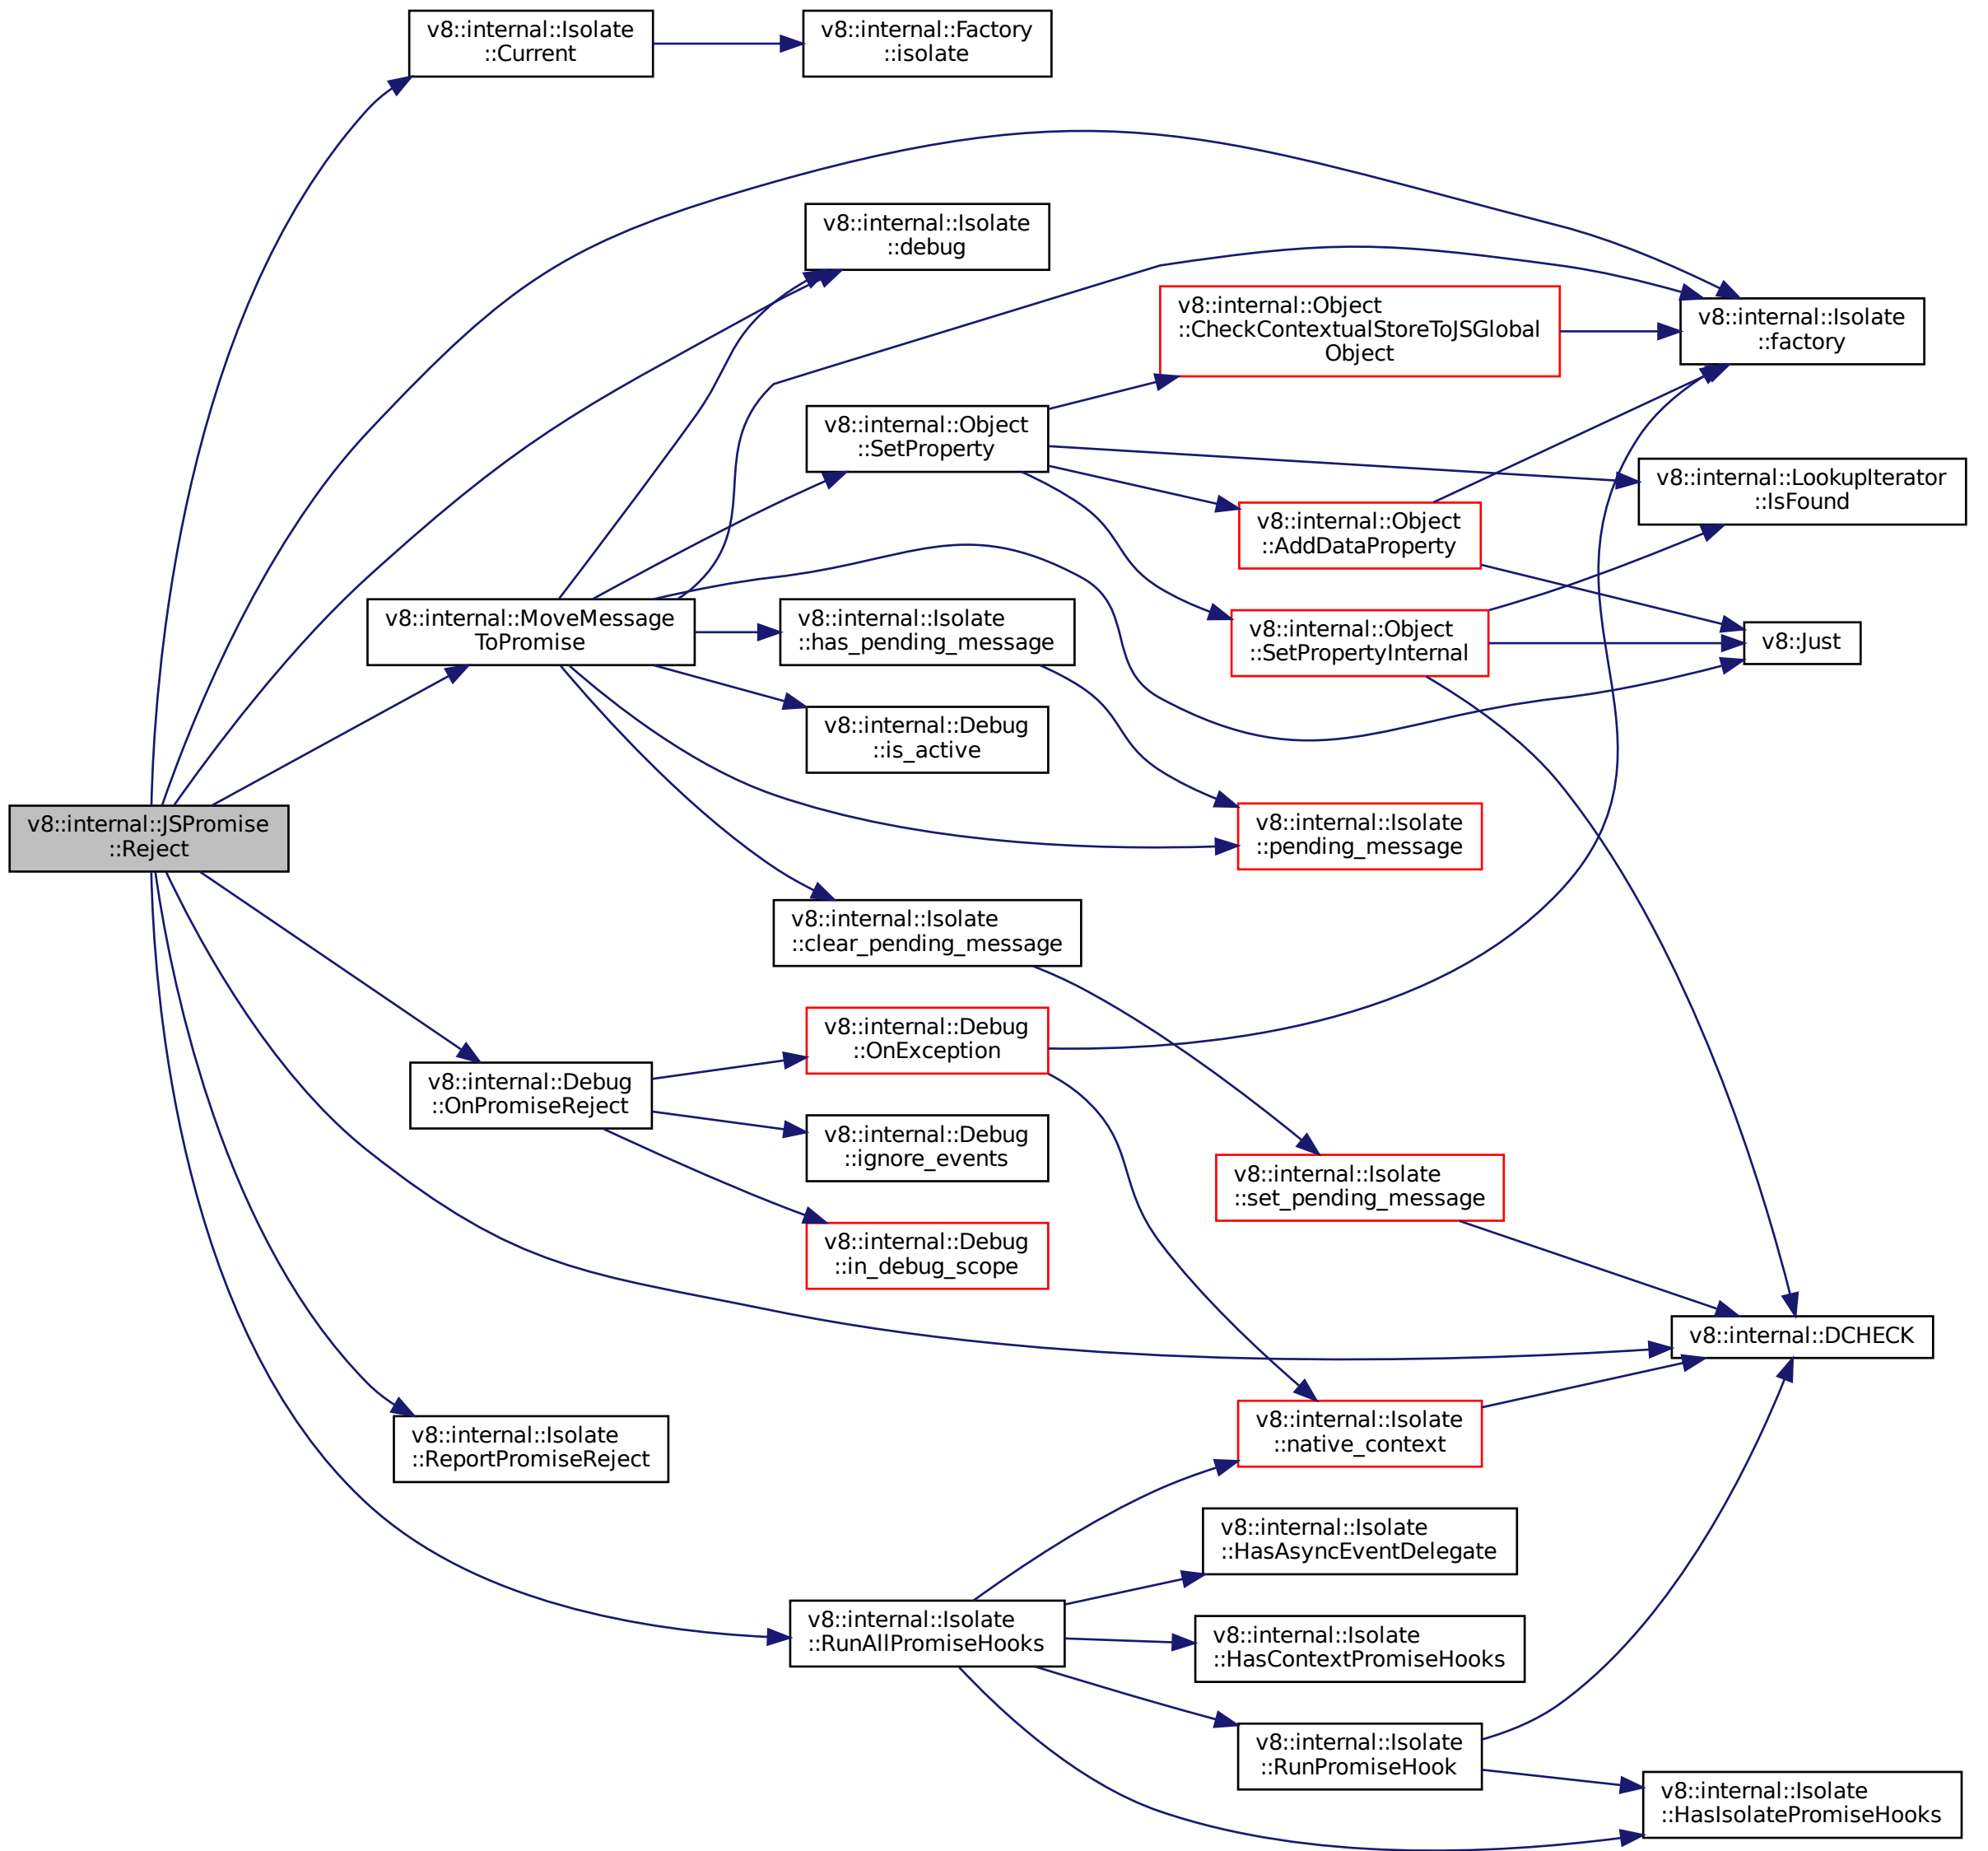 v8::internal::Isolate
::Current
v8::internal::Factory
::isolate
v8::internal::Isolate
::debug
v8::internal::Object
::CheckContextualStoreToJSGlobal
Object
v8::internal::Isolate
::factory
v8::internal::Object
::SetProperty
v8::internal::LookupIterator
::IsFound
v8::internal::Object
::AddDataProperty
v8::internal::MoveMessage
ToPromise
v8::internal::Isolate
::has_pending_message
v8::internal::Object
::SetPropertyInternal
v8::Just
v8::internal::Debug
::is_active
v8::internal::JSPromise
::Reject
v8::internal::Isolate
::pending_message
v8::internal::Isolate
::clear_pending_message
v8::internal::Debug
::OnException
v8::internal::Debug
::OnPromiseReject
v8::internal::Debug
::ignore_events
v8::internal::Isolate
::set_pending_message
v8::internal::Debug
::in_debug_scope
v8::internal::DCHECK
v8::internal::Isolate
::ReportPromiseReject
v8::internal::Isolate
::native_context
v8::internal::Isolate
::HasAsyncEventDelegate
v8::internal::Isolate
::RunAllPromiseHooks
v8::internal::Isolate
::HasContextPromiseHooks
v8::internal::Isolate
::RunPromiseHook
v8::internal::Isolate
::HasIsolatePromiseHooks